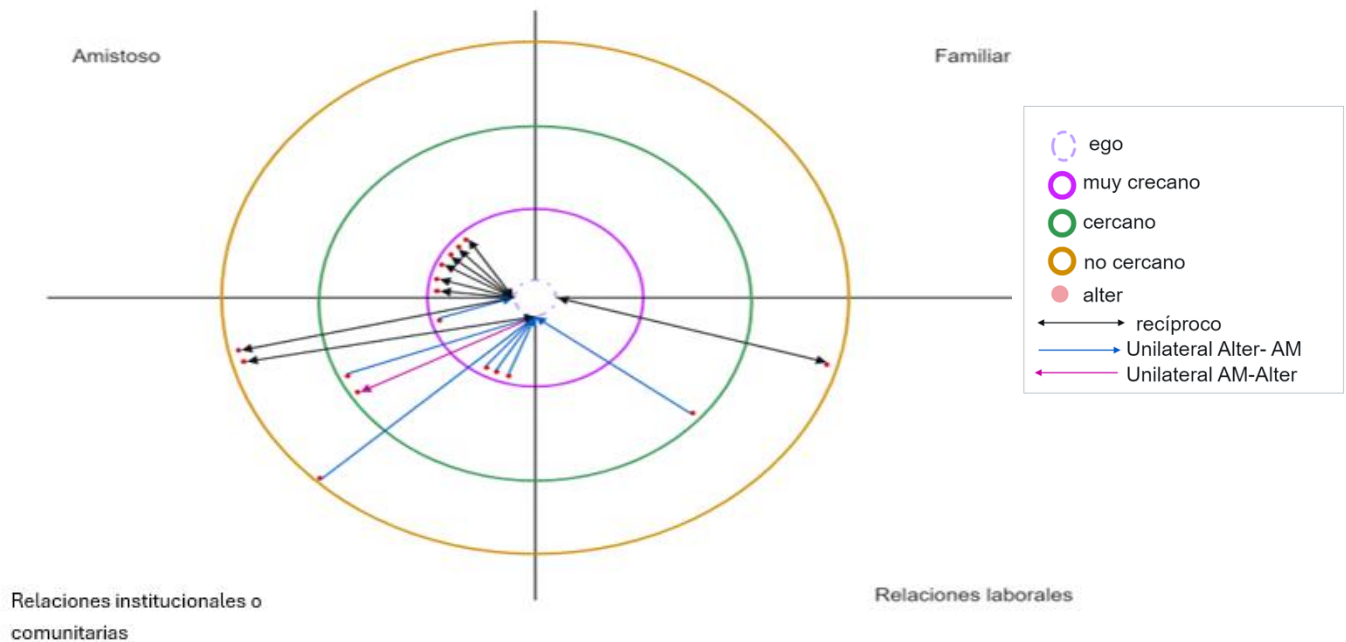 Amistoso
Familiar
ego
muy crecano
cercano
no cercano
alter
recíproco
Unilateral Alter- AM
Unilateral AM-Alter
Relaciones institucionales o
comunitarias
Relaciones laborales